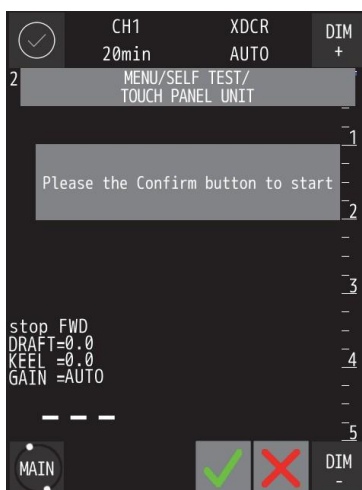 CH1 XDCR DIM
20min AUTO +
2 MENU/SELF TEST/
TOUCH PANEL UNIT
1
Please the Confirm button to start
2
3
stop FWD
DRAFT=0.0
KEEL =0.0
4
GAIN =AUTO
– – –
5
MAIN DIM
-